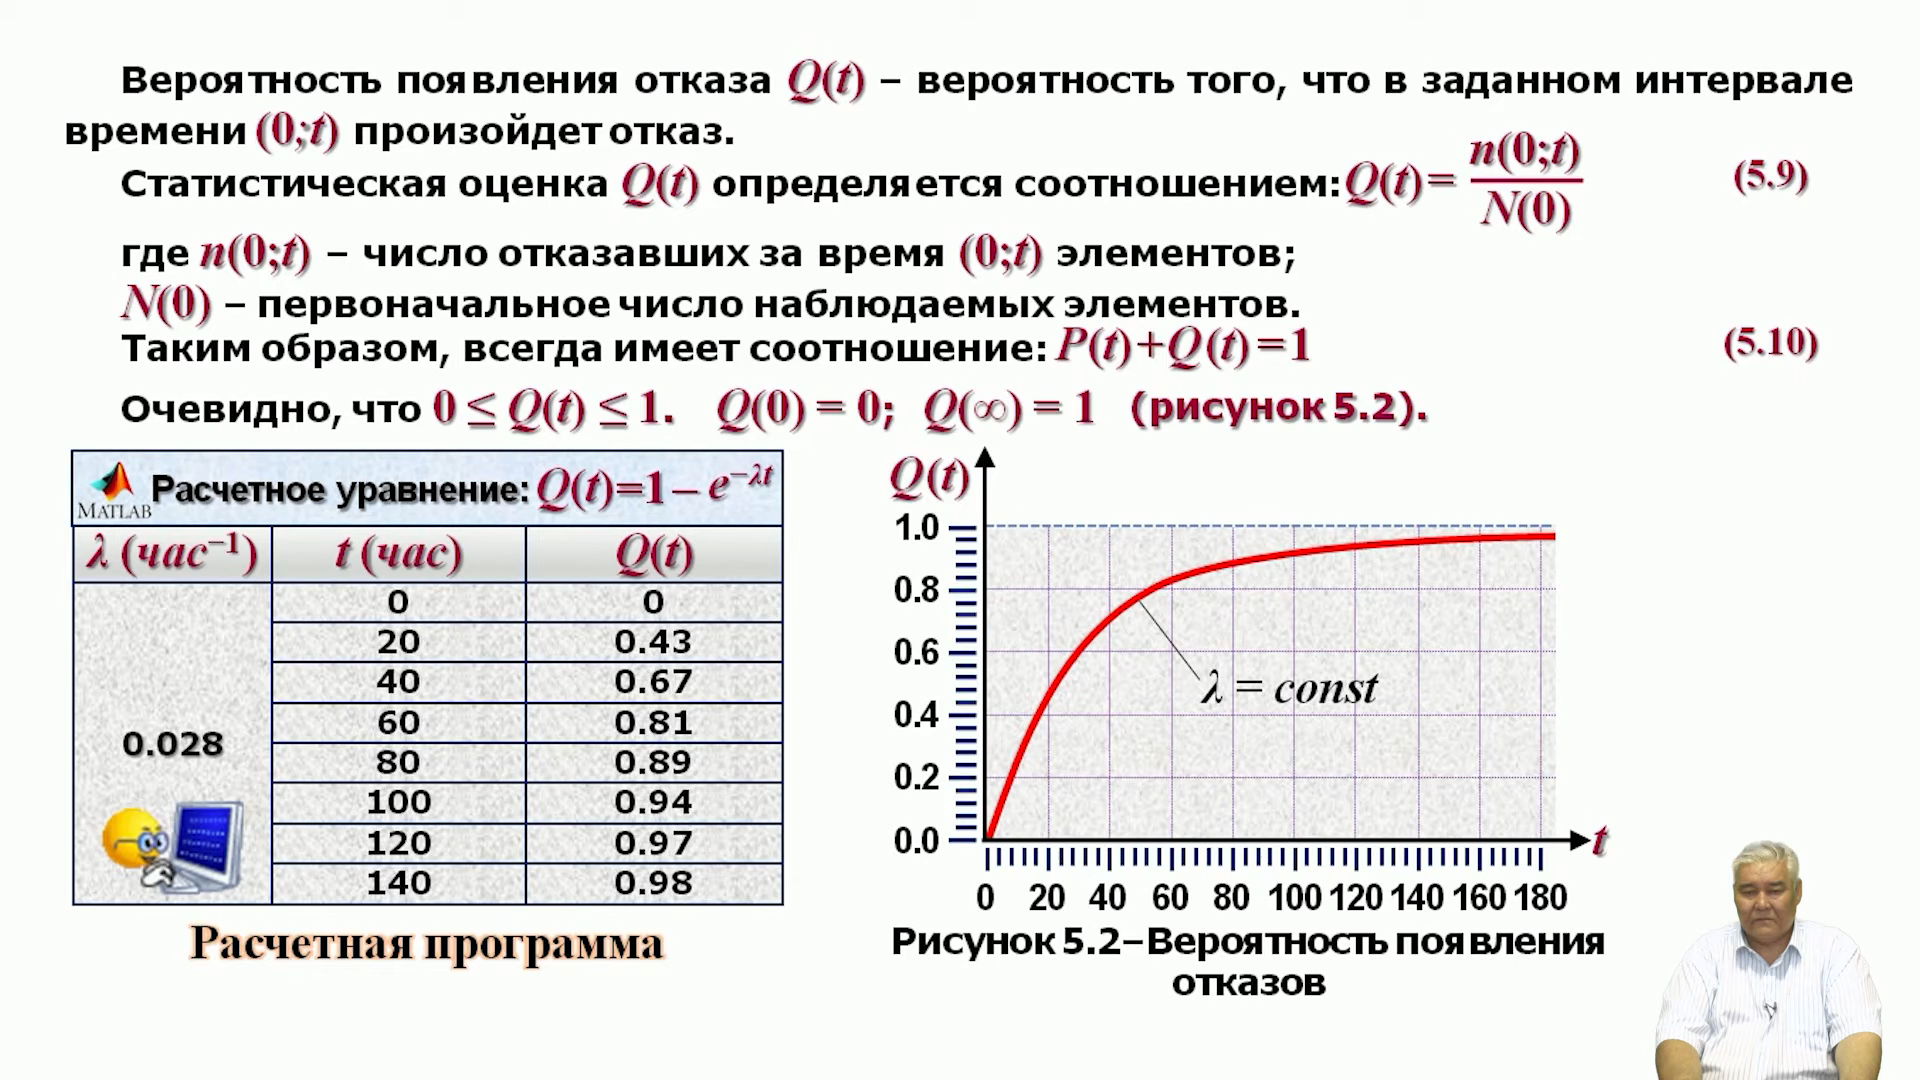 Вероятность появления отказа Q(t) – вероятность того, что в заданном интервале
времени (0;t) произойдет отказ.
Статистическая оценка Q(t) определяется соотношением: Q(t) = n(0;t) / N(0) (5.9)
где n(0;t) – число отказавших за время (0;t) элементов;
N(0) – первоначальное число наблюдаемых элементов.
Таким образом, всегда имеет соотношение: P(t)+Q(t)=1 (5.10)
Очевидно, что 0 ≤ Q(t) ≤ 1. Q(0) = 0; Q(∞) = 1 (рисунок 5.2).
MATLAB Расчетное уравнение: Q(t)=1–e^−λt
λ (час⁻¹) t (час) Q(t)
0 0
20 0.43
40 0.67
60 0.81
0.028
80 0.89
100 0.94
120 0.97
140 0.98
Расчетная программа
Q(t)
1.0
0.8
0.6
λ = const
0.4
0.2
0.0
t
0 20 40 60 80 100 120 140 160 180
Рисунок 5.2–Вероятность появления
отказов